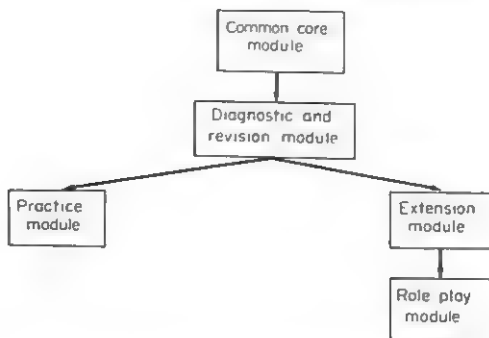 Common core
module
Diagnostic and
revision module
Practice
module
Extension
module
Role play
module